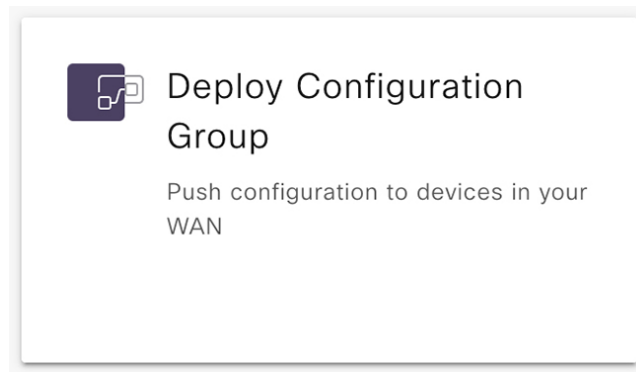 Deploy Configuration
Group
Push configuration to devices in your
WAN